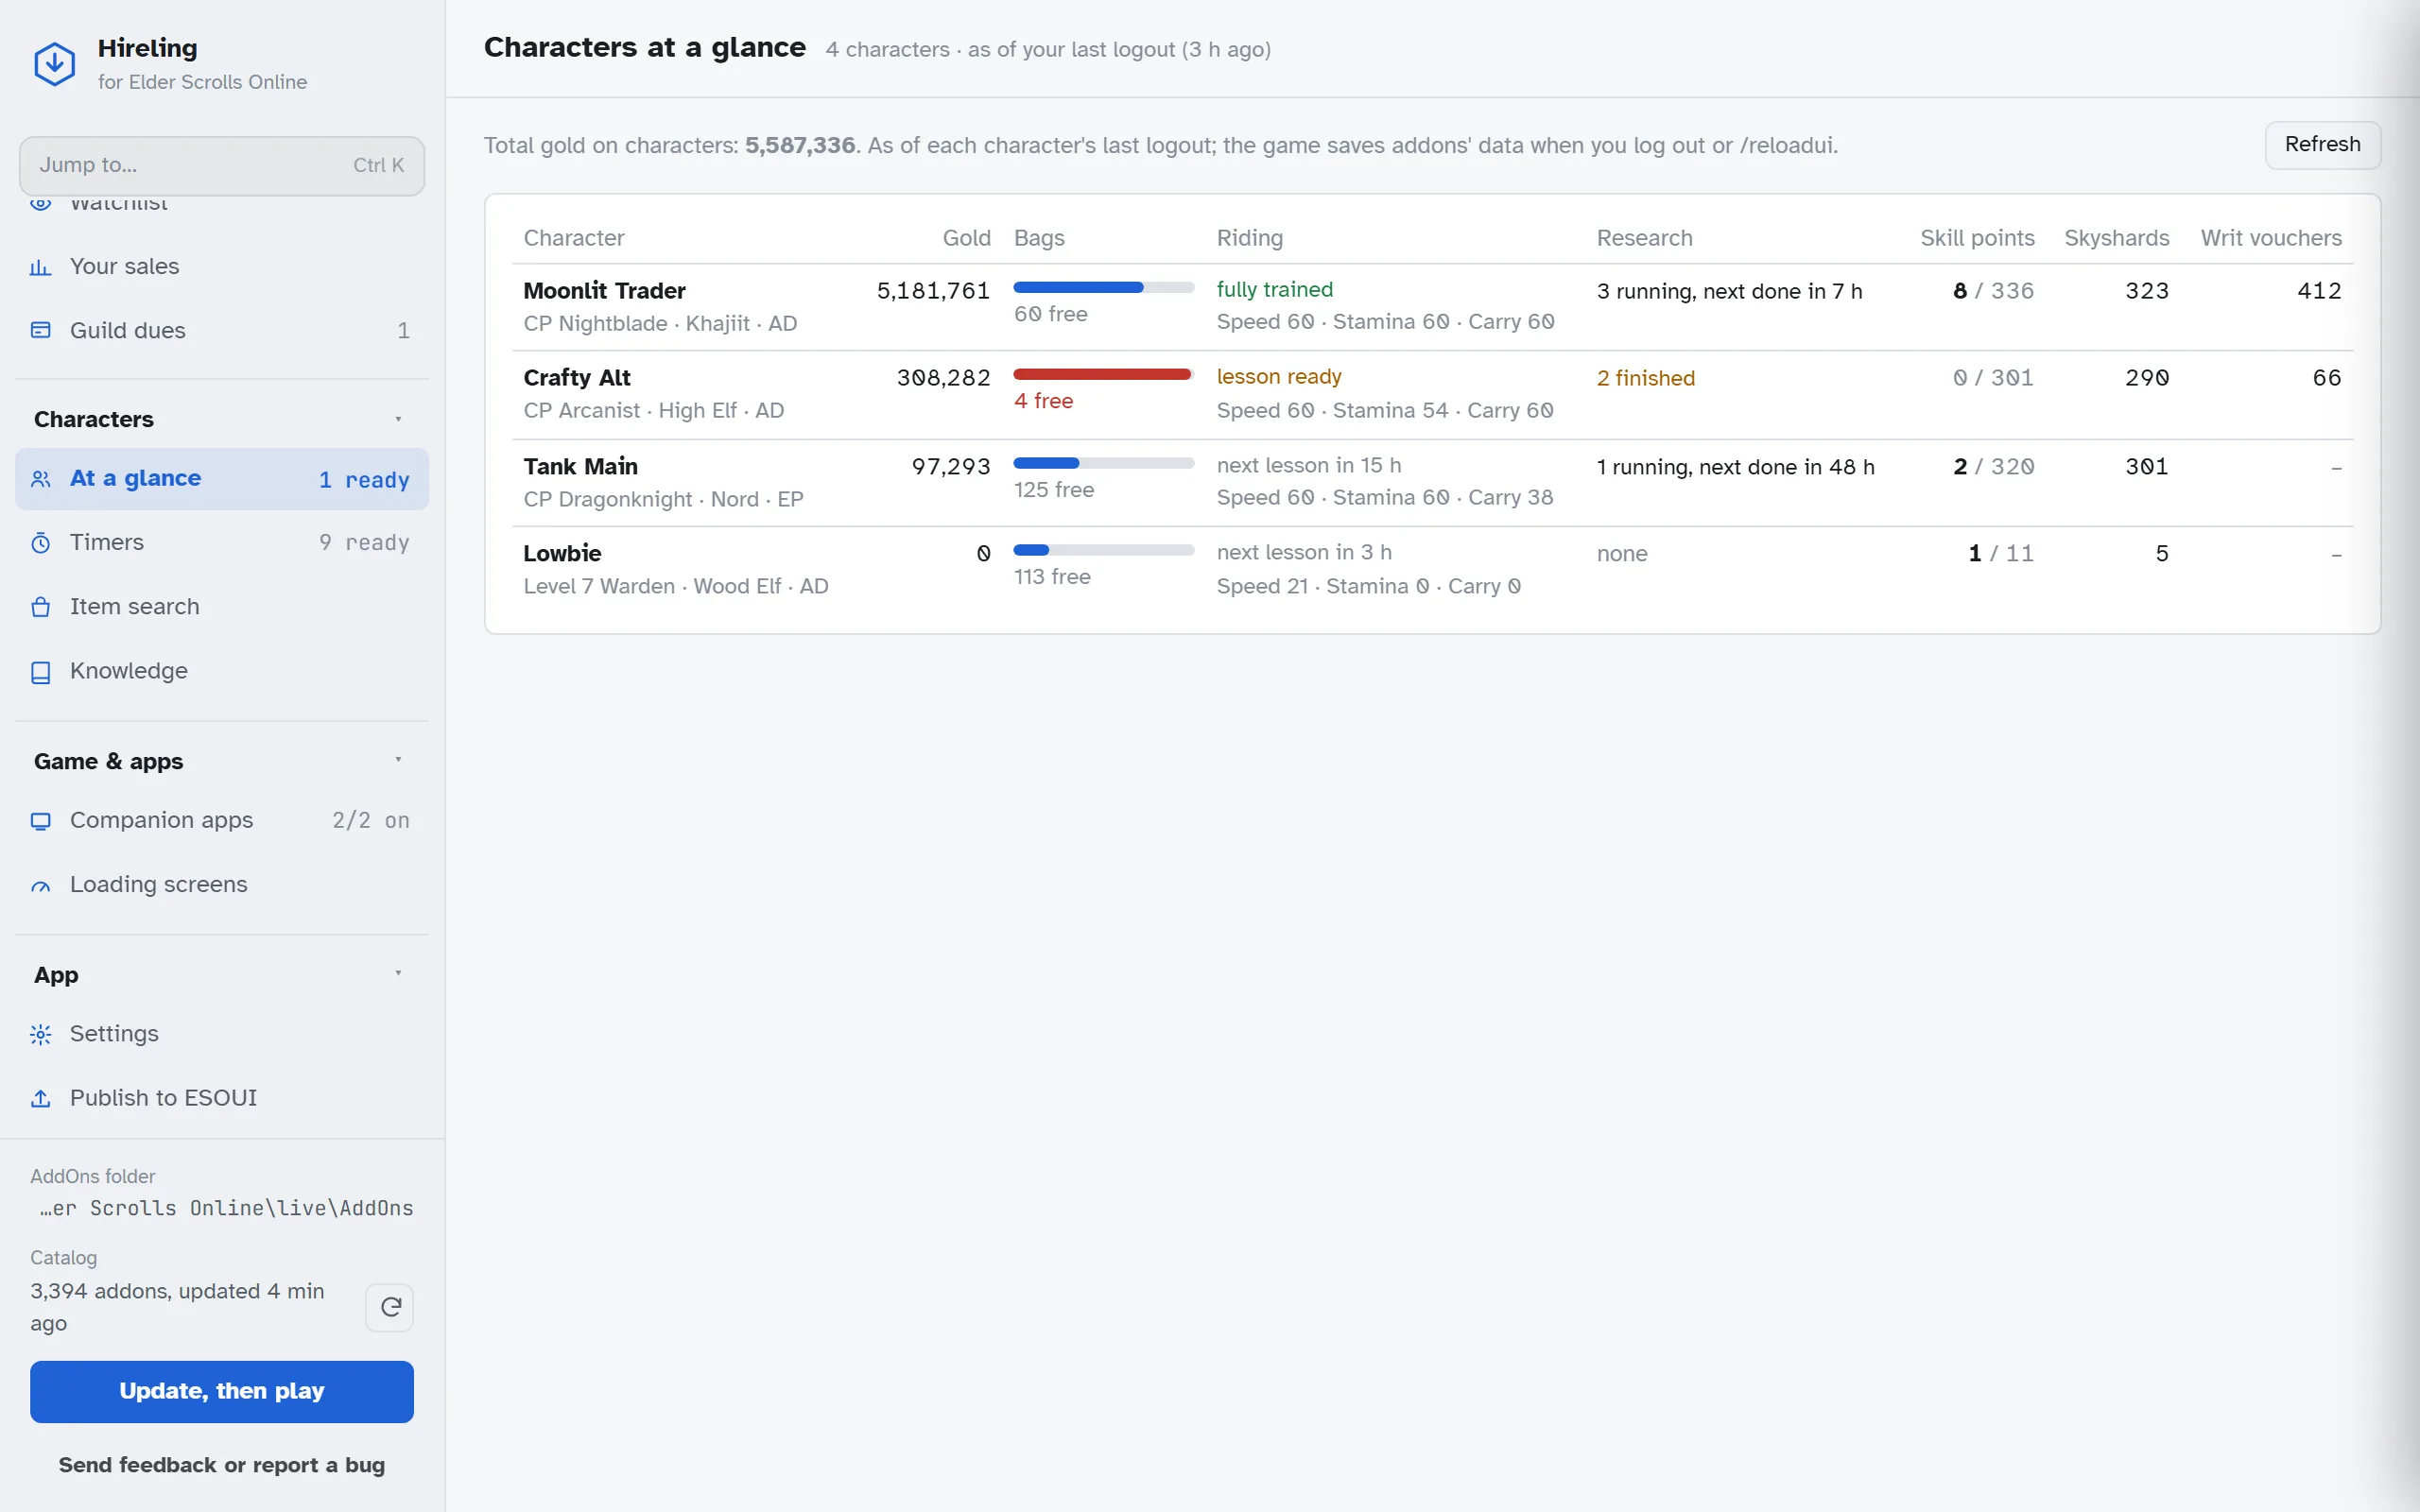 Hireling
for Elder Scrolls Online
Jump to... Ctrl K
Watchlist
Your sales
Guild dues 1
Characters
At a glance 1 ready
Timers 9 ready
Item search
Knowledge
Game & apps
Companion apps 2/2 on
Loading screens
App
Settings
Publish to ESOUI
AddOns folder
…er Scrolls Online\live\AddOns
Catalog
3,394 addons, updated 4 min
ago
Update, then play
Send feedback or report a bug
Characters at a glance 4 characters · as of your last logout (3 h ago)
Total gold on characters: 5,587,336. As of each character's last logout; the game saves addons' data when you log out or /reloadui. Refresh
Character Gold Bags Riding Research Skill points Skyshards Writ vouchers
Moonlit Trader 5,181,761 fully trained 3 running, next done in 7 h 8 / 336 323 412
CP Nightblade · Khajiit · AD 60 free Speed 60 · Stamina 60 · Carry 60
Crafty Alt 308,282 lesson ready 2 finished 0 / 301 290 66
CP Arcanist · High Elf · AD 4 free Speed 60 · Stamina 54 · Carry 60
Tank Main 97,293 next lesson in 15 h 1 running, next done in 48 h 2 / 320 301 –
CP Dragonknight · Nord · EP 125 free Speed 60 · Stamina 60 · Carry 38
Lowbie 0 next lesson in 3 h none 1 / 11 5 –
Level 7 Warden · Wood Elf · AD 113 free Speed 21 · Stamina 0 · Carry 0